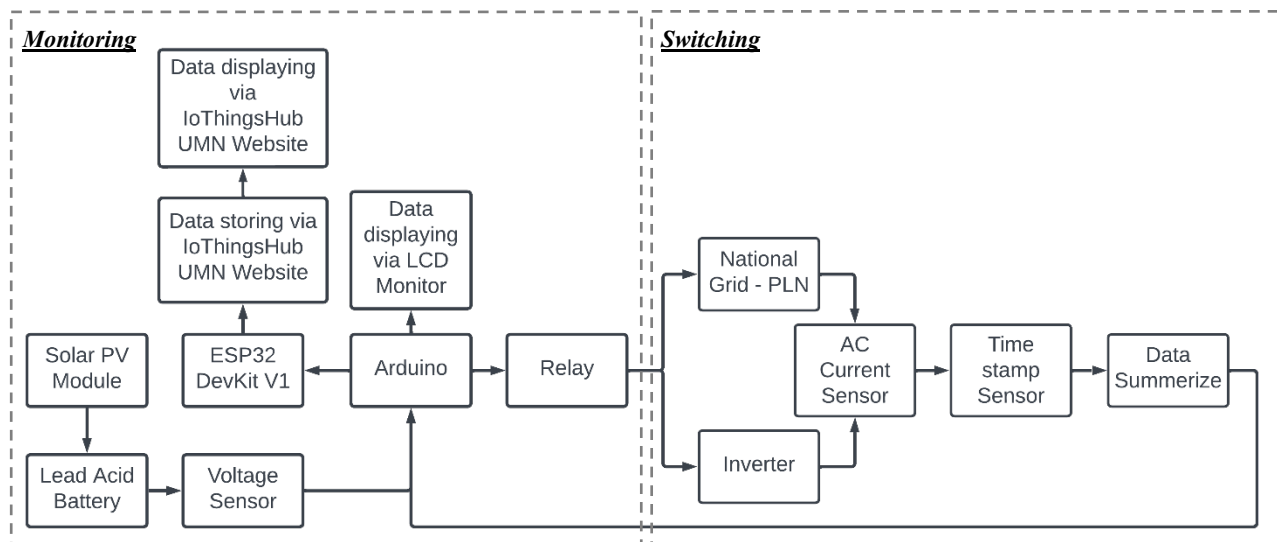 Monitoring
Switching
Data displaying
via
IoThingsHub
UMN Website
Data storing via
IoThingsHub
UMN Website
Data
displaying
via LCD
Monitor
National
Grid - PLN
Solar PV
Module
ESP32
DevKit V1
Arduino
Relay
AC
Current
Sensor
Time
stamp
Sensor
Data
Summerize
Lead Acid
Battery
Voltage
Sensor
Inverter